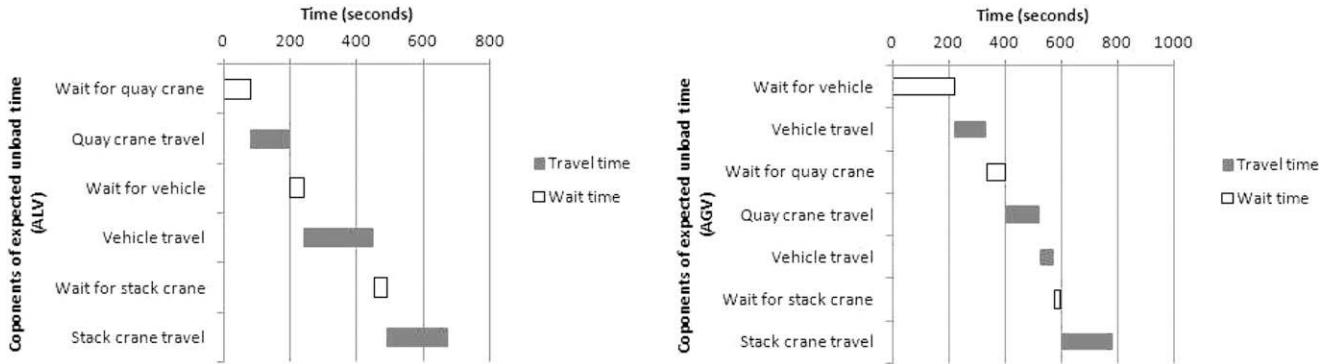 Time (seconds)
0 200 400 600 800
Coponents of expected unload time
(ALV)
Wait for quay crane
Quay crane travel
Wait for vehicle
Vehicle travel
Wait for stack crane
Stack crane travel
Travel time
Wait time
Time (seconds)
0 200 400 600 800 1000
Coponents of expected unload time
(AGV)
Wait for vehicle
Vehicle travel
Wait for quay crane
Quay crane travel
Vehicle travel
Wait for stack crane
Stack crane travel
Travel time
Wait time